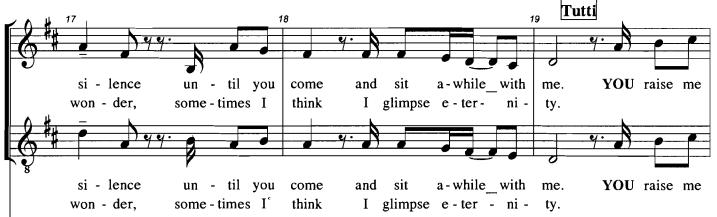 Tutti
17 18 19
si - lence un - til you come and sit a-while_with me. YOU raise me
won - der, some-times I think I glimpse e-ter- ni- ty.
8
si - lence un - til you come and sit a-while_with me. YOU raise me
won - der, some-times I think I glimpse e-ter - ni - ty.